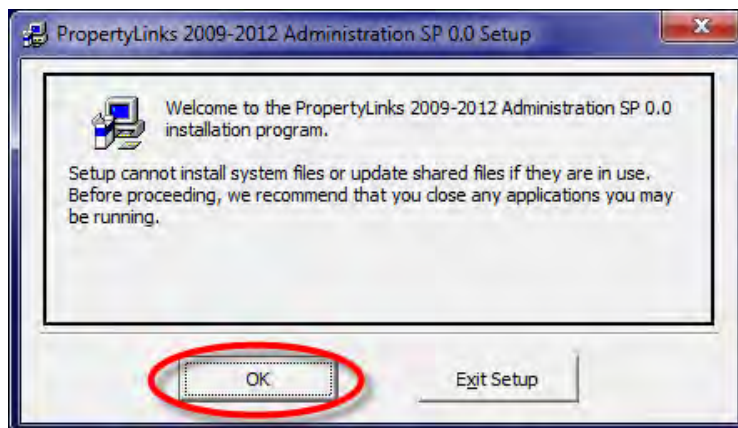 PropertyLinks 2009-2012 Administration SP 0.0 Setup
Welcome to the PropertyLinks 2009-2012 Administration SP 0.0
installation program.
Setup cannot install system files or update shared files if they are in use.
Before proceeding, we recommend that you close any applications you may
be running.
OK
Exit Setup